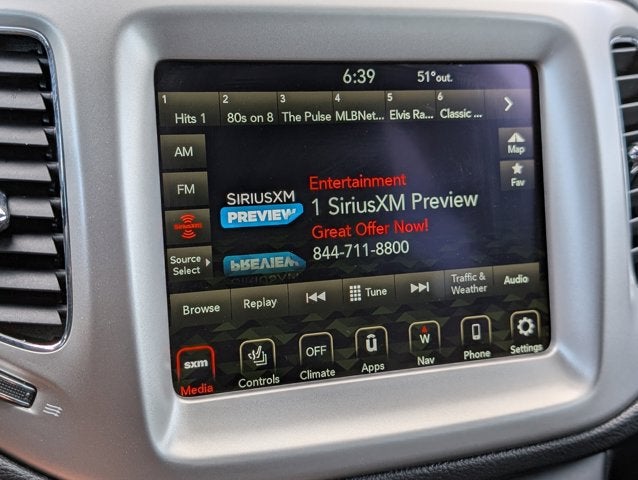 6:39 51°out.
1 2 3 4 5 6
Hits 1 80s on 8 The Pulse MLBNet... Elvis Ra... Classic ...
AM
Map
FM
Fav
SIRIUSXM
PREVIEW
Entertainment
1 SiriusXM Preview
Great Offer Now!
844-711-8800
SiriusXM
Source
Select
Browse Replay Tune Traffic & Weather Audio
sxm OFF û W
Media Controls Climate Apps Nav Phone Settings